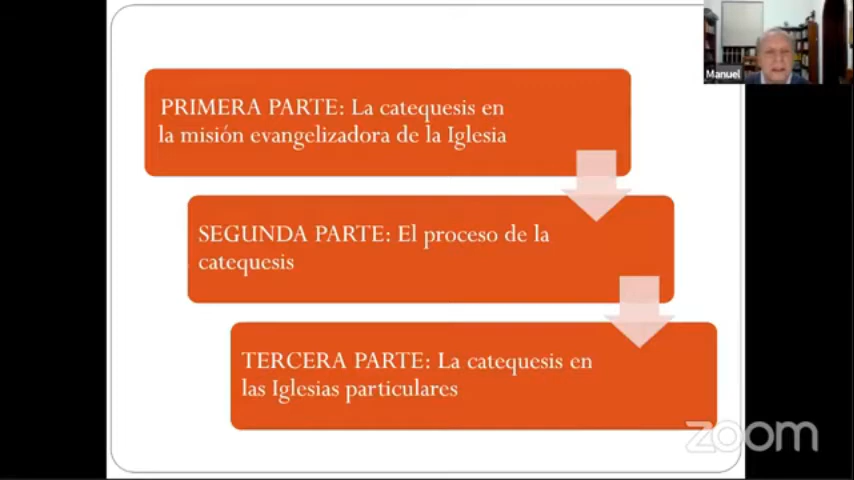 Manuel
PRIMERA PARTE: La catequesis en
la misión evangelizadora de la Iglesia
SEGUNDA PARTE: El proceso de la
catequesis
TERCERA PARTE: La catequesis en
las Iglesias particulares
zoom